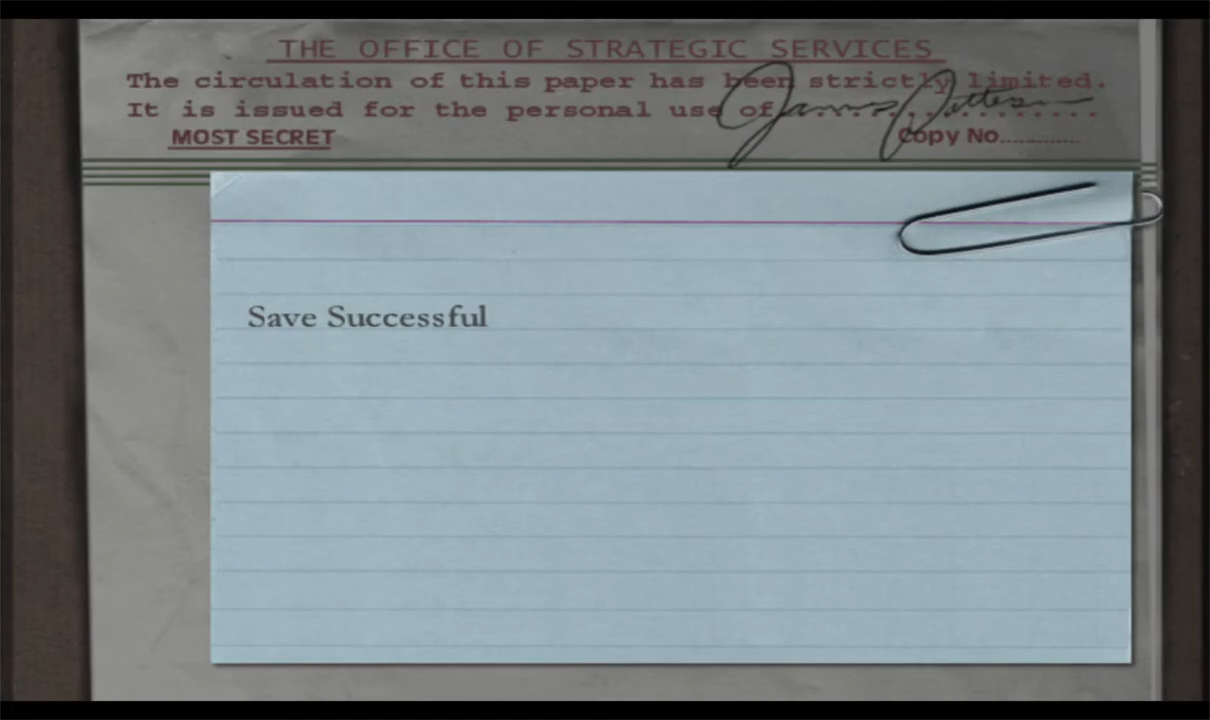 THE OFFICE OF STRATEGIC SERVICES
The circulation of this paper has been strictly limited.
It is issued for the personal use of..................
MOST SECRET
Copy No............
Save Successful